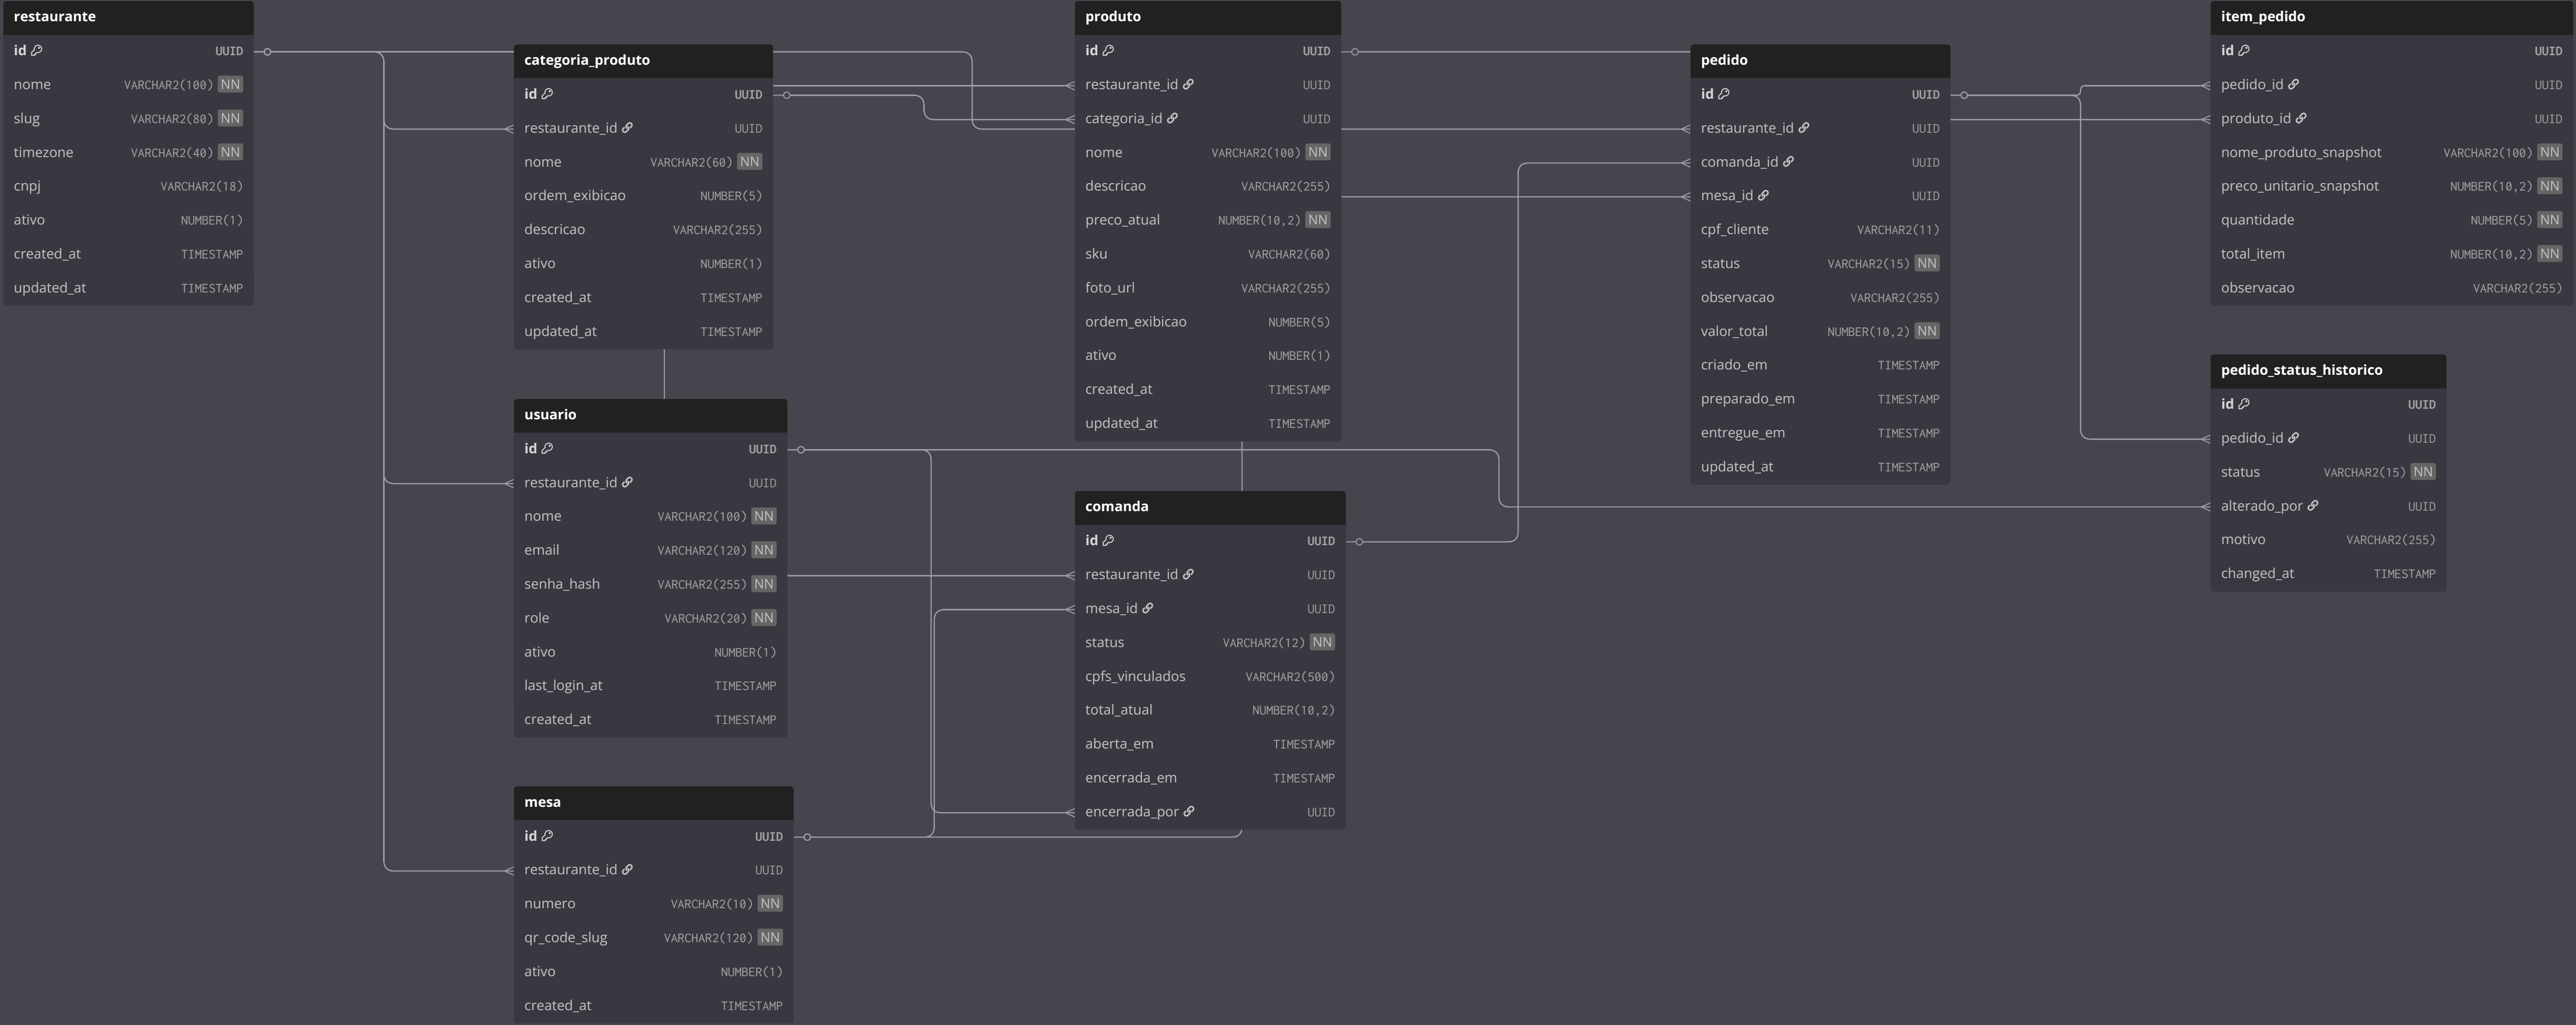 restaurante
id UUID
nome VARCHAR2(100) NN
slug VARCHAR2(80) NN
timezone VARCHAR2(40) NN
cnpj VARCHAR2(18)
ativo NUMBER(1)
created_at TIMESTAMP
updated_at TIMESTAMP
categoria_produto
id UUID
restaurante_id UUID
nome VARCHAR2(60) NN
ordem_exibicao NUMBER(5)
descricao VARCHAR2(255)
ativo NUMBER(1)
created_at TIMESTAMP
updated_at TIMESTAMP
usuario
id UUID
restaurante_id UUID
nome VARCHAR2(100) NN
email VARCHAR2(120) NN
senha_hash VARCHAR2(255) NN
role VARCHAR2(20) NN
ativo NUMBER(1)
last_login_at TIMESTAMP
created_at TIMESTAMP
mesa
id UUID
restaurante_id UUID
numero VARCHAR2(10) NN
qr_code_slug VARCHAR2(120) NN
ativo NUMBER(1)
created_at TIMESTAMP
produto
id UUID
restaurante_id UUID
categoria_id UUID
nome VARCHAR2(100) NN
descricao VARCHAR2(255)
preco_atual NUMBER(10,2) NN
sku VARCHAR2(60)
foto_url VARCHAR2(255)
ordem_exibicao NUMBER(5)
ativo NUMBER(1)
created_at TIMESTAMP
updated_at TIMESTAMP
comanda
id UUID
restaurante_id UUID
mesa_id UUID
status VARCHAR2(12) NN
cpfs_vinculados VARCHAR2(500)
total_atual NUMBER(10,2)
aberta_em TIMESTAMP
encerrada_em TIMESTAMP
encerrada_por UUID
pedido
id UUID
restaurante_id UUID
comanda_id UUID
mesa_id UUID
cpf_cliente VARCHAR2(11)
status VARCHAR2(15) NN
observacao VARCHAR2(255)
valor_total NUMBER(10,2) NN
criado_em TIMESTAMP
preparado_em TIMESTAMP
entregue_em TIMESTAMP
updated_at TIMESTAMP
item_pedido
id UUID
pedido_id UUID
produto_id UUID
nome_produto_snapshot VARCHAR2(100) NN
preco_unitario_snapshot NUMBER(10,2) NN
quantidade NUMBER(5) NN
total_item NUMBER(10,2) NN
observacao VARCHAR2(255)
pedido_status_historico
id UUID
pedido_id UUID
status VARCHAR2(15) NN
alterado_por UUID
motivo VARCHAR2(255)
changed_at TIMESTAMP